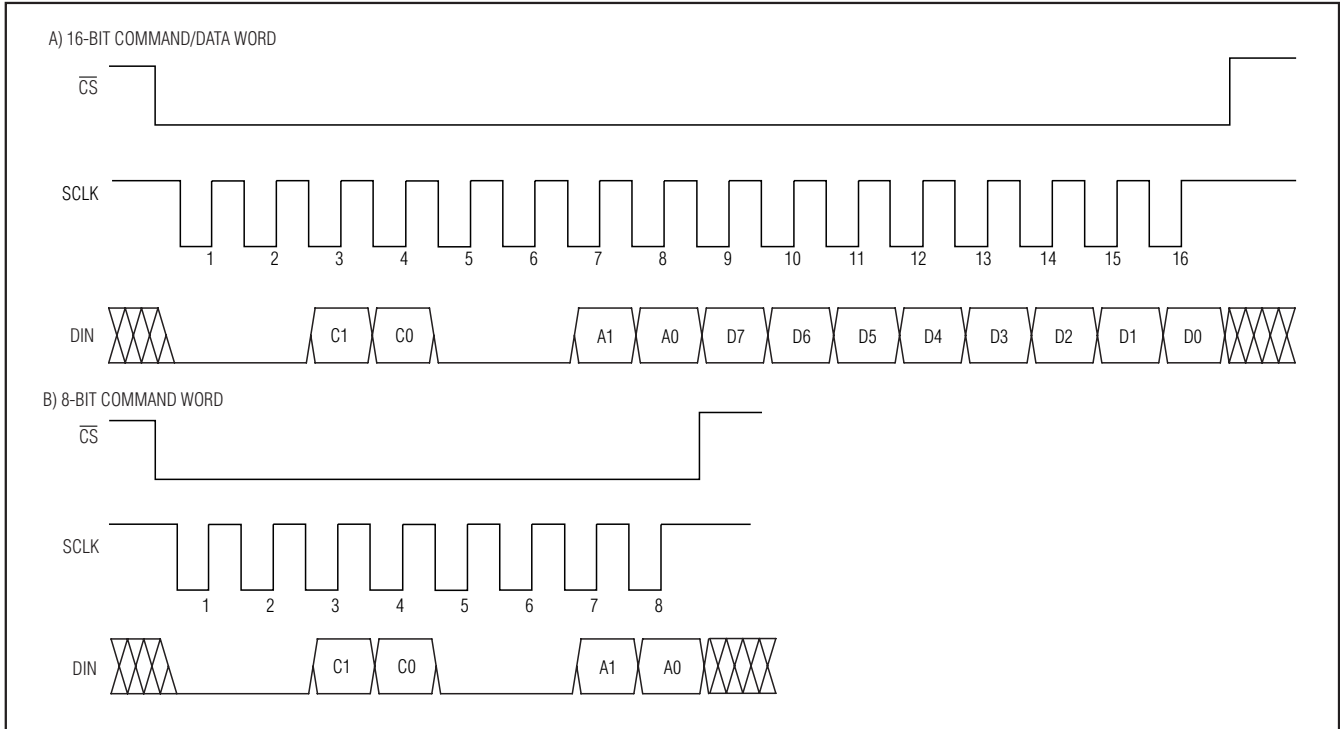 A) 16-BIT COMMAND/DATA WORD
CS
SCLK
1 2 3 4 5 6 7 8 9 10 11 12 13 14 15 16
DIN C1 C0 A1 A0 D7 D6 D5 D4 D3 D2 D1 D0
B) 8-BIT COMMAND WORD
CS
SCLK
1 2 3 4 5 6 7 8
DIN C1 C0 A1 A0